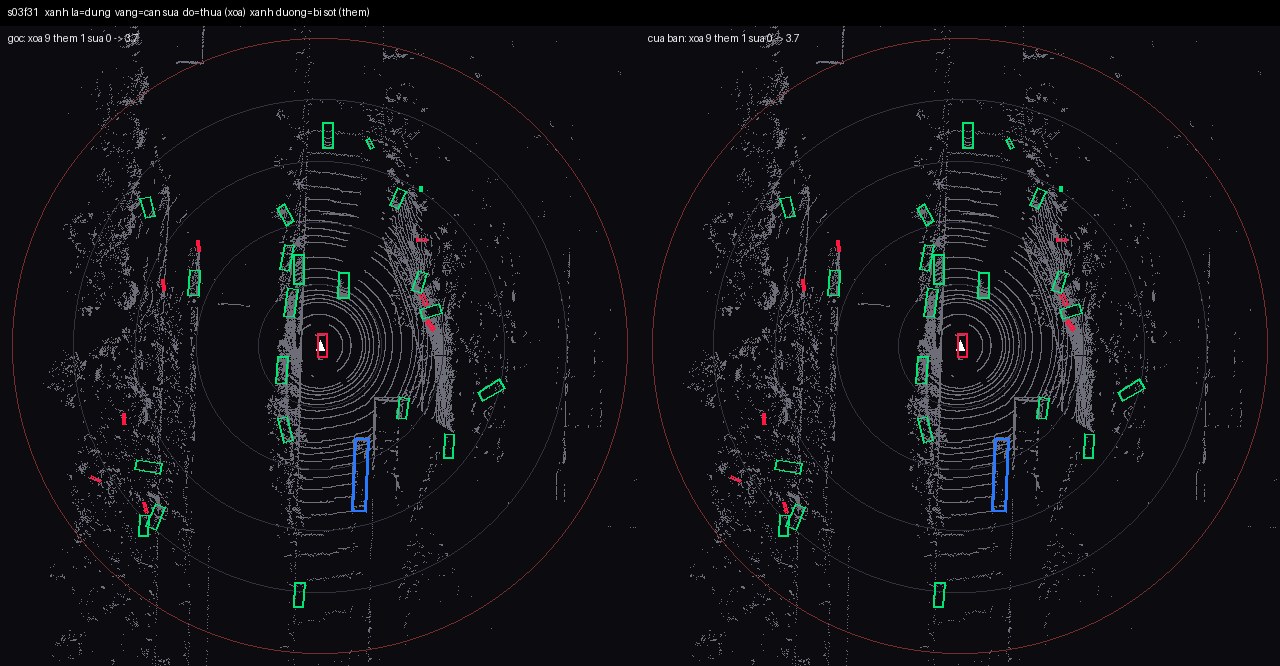 s03f31 xanh la=dung vang=can sua do=thua (xoa) xanh duong=bi sot (them)
goc: xoa 9 them 1 sua 0 -> 3.7
cua ban: xoa 9 them 1 sua 0 -> 3.7